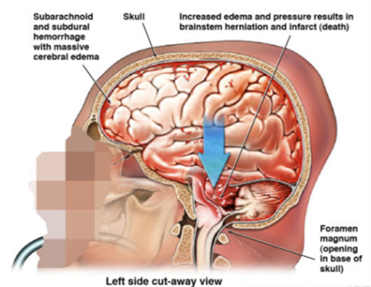 Subarachnoid
and subdural
hemorrhage
with massive
cerebral edema
Skull
Increased edema and pressure results in
brainstem herniation and infarct (death)
Foramen
magnum
(opening
in base of
skull)
Left side cut-away view